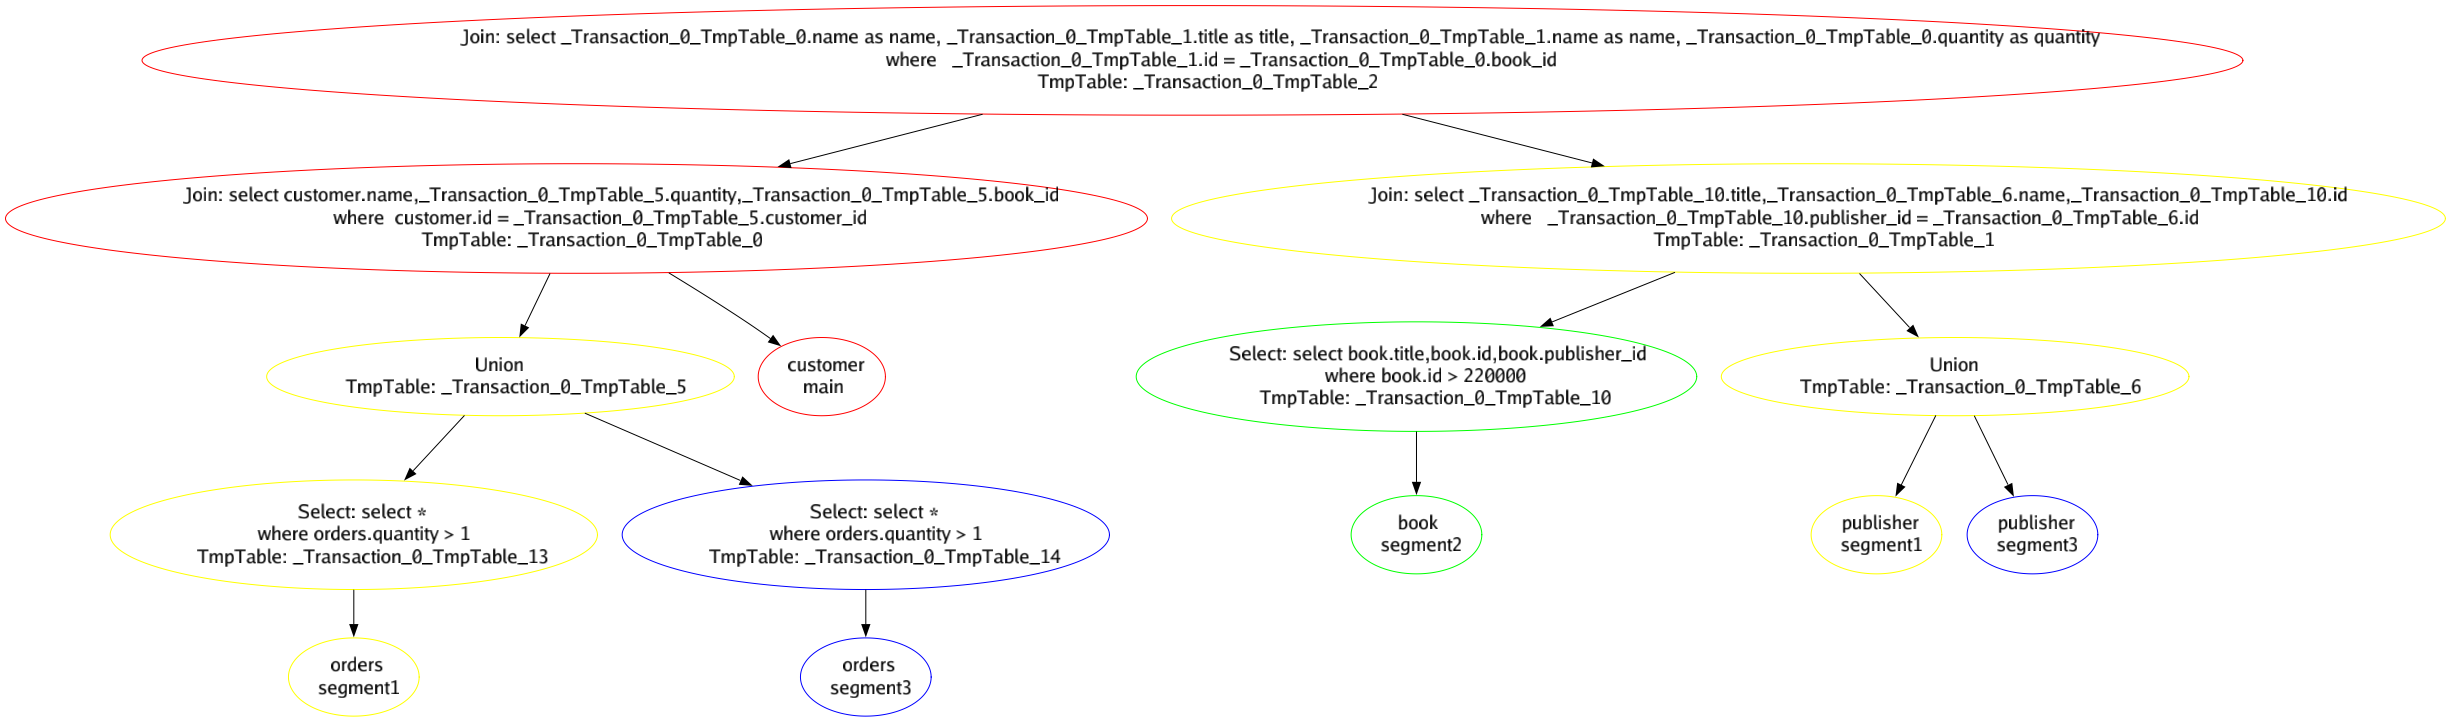 Join: select _Transaction_0_TmpTable_0.name as name, _Transaction_0_TmpTable_1.title as title, _Transaction_0_TmpTable_1.name as name, _Transaction_0_TmpTable_0.quantity as quantity
where _Transaction_0_TmpTable_1.id = _Transaction_0_TmpTable_0.book_id
TmpTable: _Transaction_0_TmpTable_2
Join: select customer.name,_Transaction_0_TmpTable_5.quantity,_Transaction_0_TmpTable_5.book_id
where customer.id = _Transaction_0_TmpTable_5.customer_id
TmpTable: _Transaction_0_TmpTable_0
Join: select _Transaction_0_TmpTable_10.title,_Transaction_0_TmpTable_6.name,_Transaction_0_TmpTable_10.id
where _Transaction_0_TmpTable_10.publisher_id = _Transaction_0_TmpTable_6.id
TmpTable: _Transaction_0_TmpTable_1
Union
TmpTable: _Transaction_0_TmpTable_5
customer
main
Select: select book.title,book.id,book.publisher_id
where book.id > 220000
TmpTable: _Transaction_0_TmpTable_10
Union
TmpTable: _Transaction_0_TmpTable_6
Select: select *
where orders.quantity > 1
TmpTable: _Transaction_0_TmpTable_13
Select: select *
where orders.quantity > 1
TmpTable: _Transaction_0_TmpTable_14
book
segment2
publisher
segment1
publisher
segment3
orders
segment1
orders
segment3